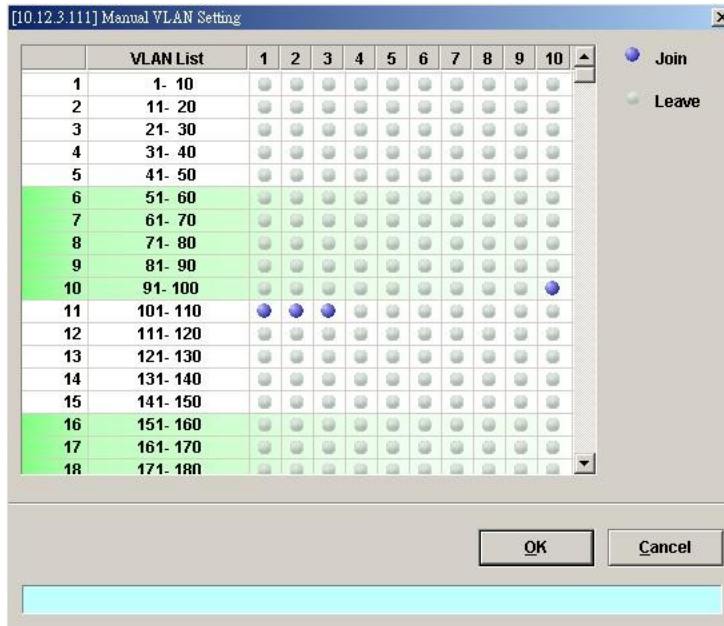 [10.12.3.111] Manual VLAN Setting
VLAN List 1 2 3 4 5 6 7 8 9 10
1 1- 10
2 11- 20
3 21- 30
4 31- 40
5 41- 50
6 51- 60
7 61- 70
8 71- 80
9 81- 90
10 91- 100
11 101- 110
12 111- 120
13 121- 130
14 131- 140
15 141- 150
16 151- 160
17 161- 170
18 171- 180
Join
Leave
OK
Cancel